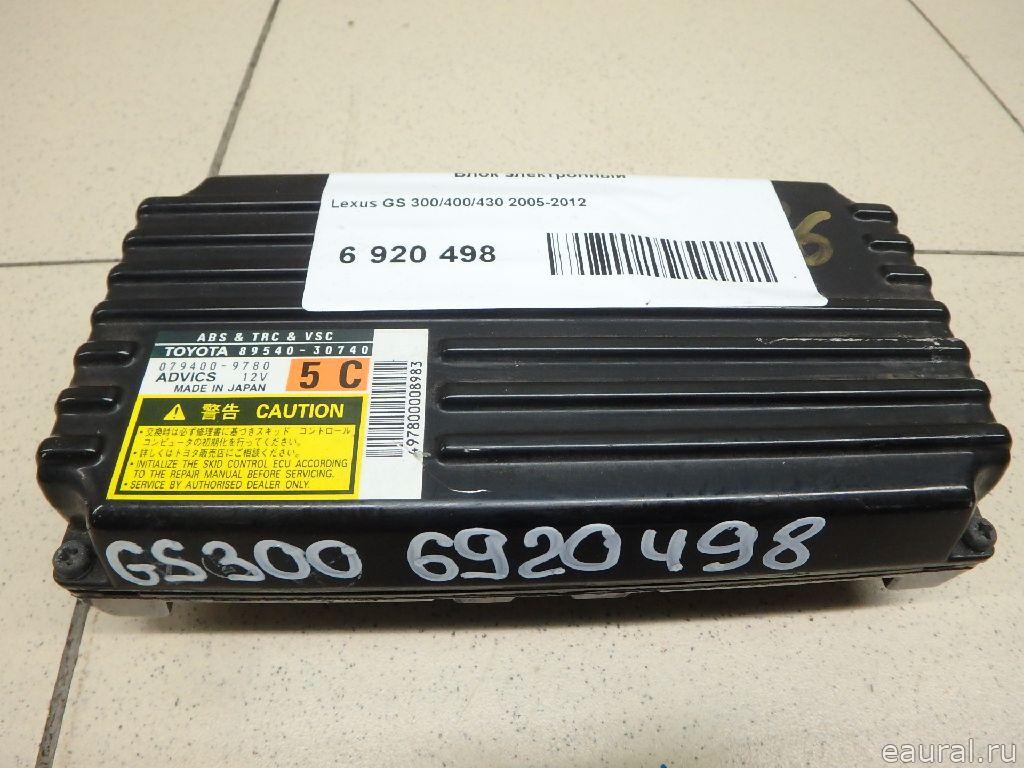 Блок электронный
Lexus GS 300/400/430 2005-2012
6 920 498
ABS & TRC & VSC
TOYOTA 89540-30740
079400-9780
ADVICS 12V
MADE IN JAPAN
5 C
497800008983
警告 CAUTION
・交換時は必ず修理書に基づきスキッド コントロール
コンピュータの初期化を行ってください。
・詳しくはトヨタ販売店にご相談ください。
・INITIALIZE THE SKID CONTROL ECU ACCORDING
TO THE REPAIR MANUAL BEFORE SERVICING.
・SERVICE BY AUTHORISED DEALER ONLY.
GS300 6920498
eaural.ru